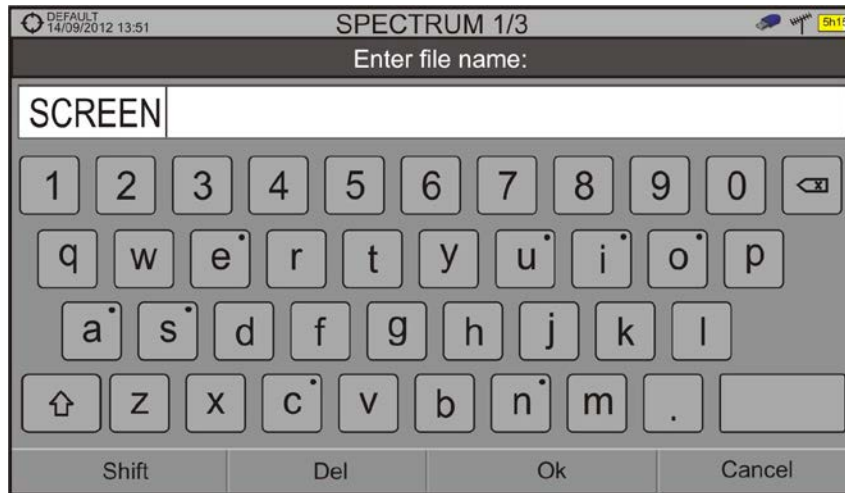 DEFAULT
14/09/2012 13:51
SPECTRUM 1/3
5h15
Enter file name:
SCREEN
1 2 3 4 5 6 7 8 9 0
q w e r t y u i o p
a s d f g h j k l
z x c v b n m .
Shift Del Ok Cancel